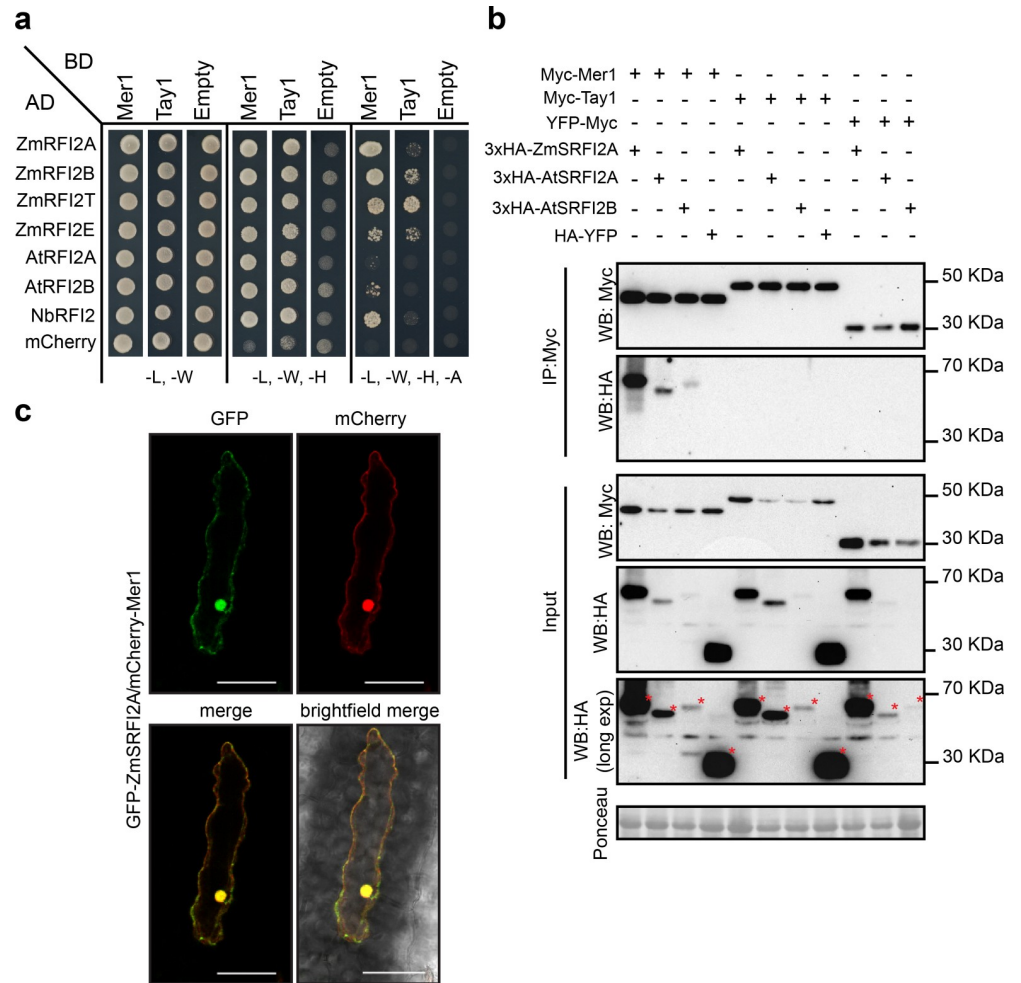 a
BD
AD
Mer1 Tay1 Empty Mer1 Tay1 Empty Mer1 Tay1 Empty
ZmRFI2A
ZmRFI2B
ZmRFI2T
ZmRFI2E
AtRFI2A
AtRFI2B
NbRFI2
mCherry
-L, -W -L, -W, -H -L, -W, -H, -A
b
Myc-Mer1 + + + + - - - - - - -
Myc-Tay1 - - - - + + + + - - -
YFP-Myc - - - - - - - - + + +
3xHA-ZmSRFI2A + - - - + - - - + - -
3xHA-AtSRFI2A - + - - - + - - - + -
3xHA-AtSRFI2B - - + - - - + - - - +
HA-YFP - - - + - - - + - - -
IP:Myc
WB: Myc
50 KDa
30 KDa
WB:HA
70 KDa
30 KDa
Input
WB: Myc
50 KDa
30 KDa
WB:HA
70 KDa
30 KDa
WB:HA
(long exp)
* * * * * * * * * * *
70 KDa
30 KDa
Ponceau
c
GFP mCherry
GFP-ZmSRFI2A/mCherry-Mer1
merge brightfield merge